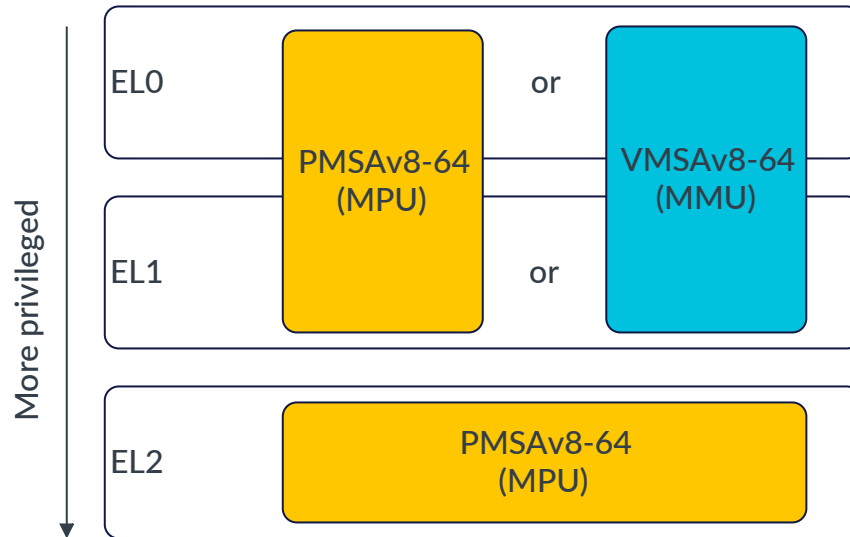 EL0
or
PMSAv8-64
(MPU)
VMSAv8-64
(MMU)
EL1
or
More privileged
EL2
PMSAv8-64
(MPU)